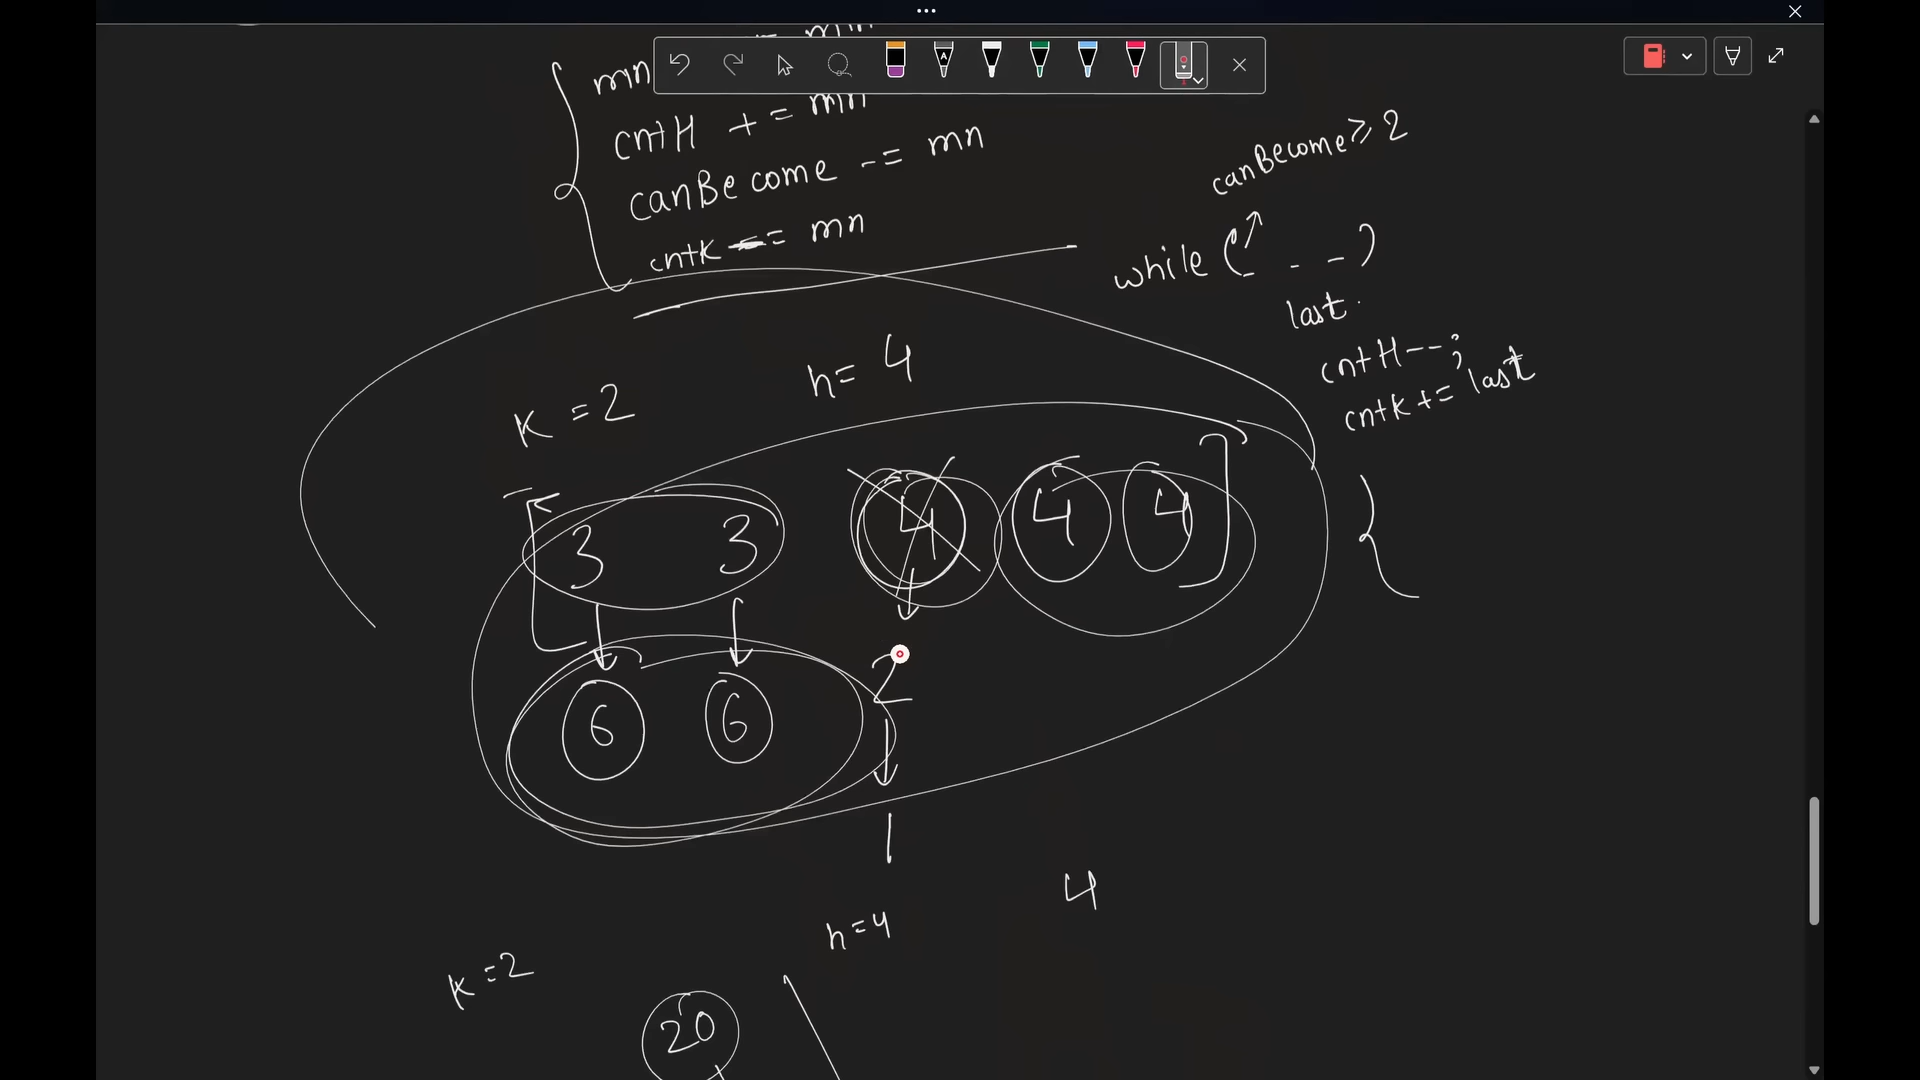 mn
cntH += mn
canBecome -= mn
cntK -= mn
canBecome ≥ 2
while ( _ _ _ )
last
cntH--;
cntK += last
K = 2
h = 4
3 3 4 4 4
6 6 2
1
4
h = 4
K = 2
20